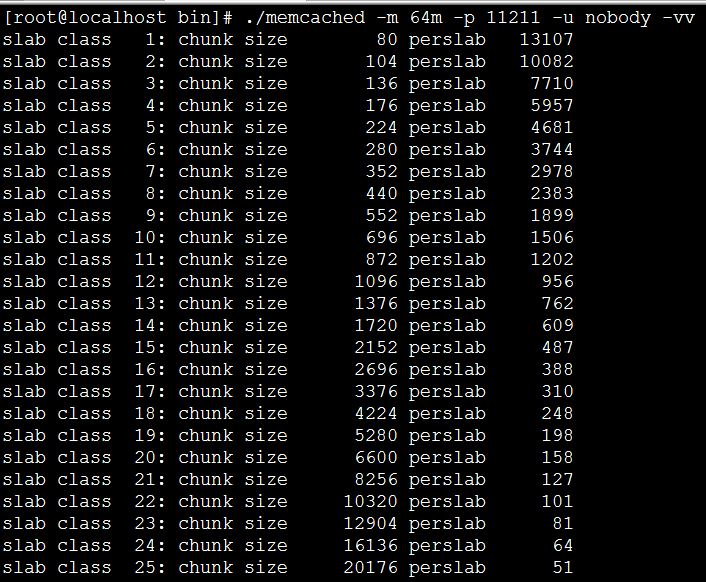 [root@localhost bin]# ./memcached -m 64m -p 11211 -u nobody -vv
slab class   1: chunk size        80 perslab   13107
slab class   2: chunk size       104 perslab   10082
slab class   3: chunk size       136 perslab    7710
slab class   4: chunk size       176 perslab    5957
slab class   5: chunk size       224 perslab    4681
slab class   6: chunk size       280 perslab    3744
slab class   7: chunk size       352 perslab    2978
slab class   8: chunk size       440 perslab    2383
slab class   9: chunk size       552 perslab    1899
slab class  10: chunk size       696 perslab    1506
slab class  11: chunk size       872 perslab    1202
slab class  12: chunk size      1096 perslab     956
slab class  13: chunk size      1376 perslab     762
slab class  14: chunk size      1720 perslab     609
slab class  15: chunk size      2152 perslab     487
slab class  16: chunk size      2696 perslab     388
slab class  17: chunk size      3376 perslab     310
slab class  18: chunk size      4224 perslab     248
slab class  19: chunk size      5280 perslab     198
slab class  20: chunk size      6600 perslab     158
slab class  21: chunk size      8256 perslab     127
slab class  22: chunk size     10320 perslab     101
slab class  23: chunk size     12904 perslab      81
slab class  24: chunk size     16136 perslab      64
slab class  25: chunk size     20176 perslab      51